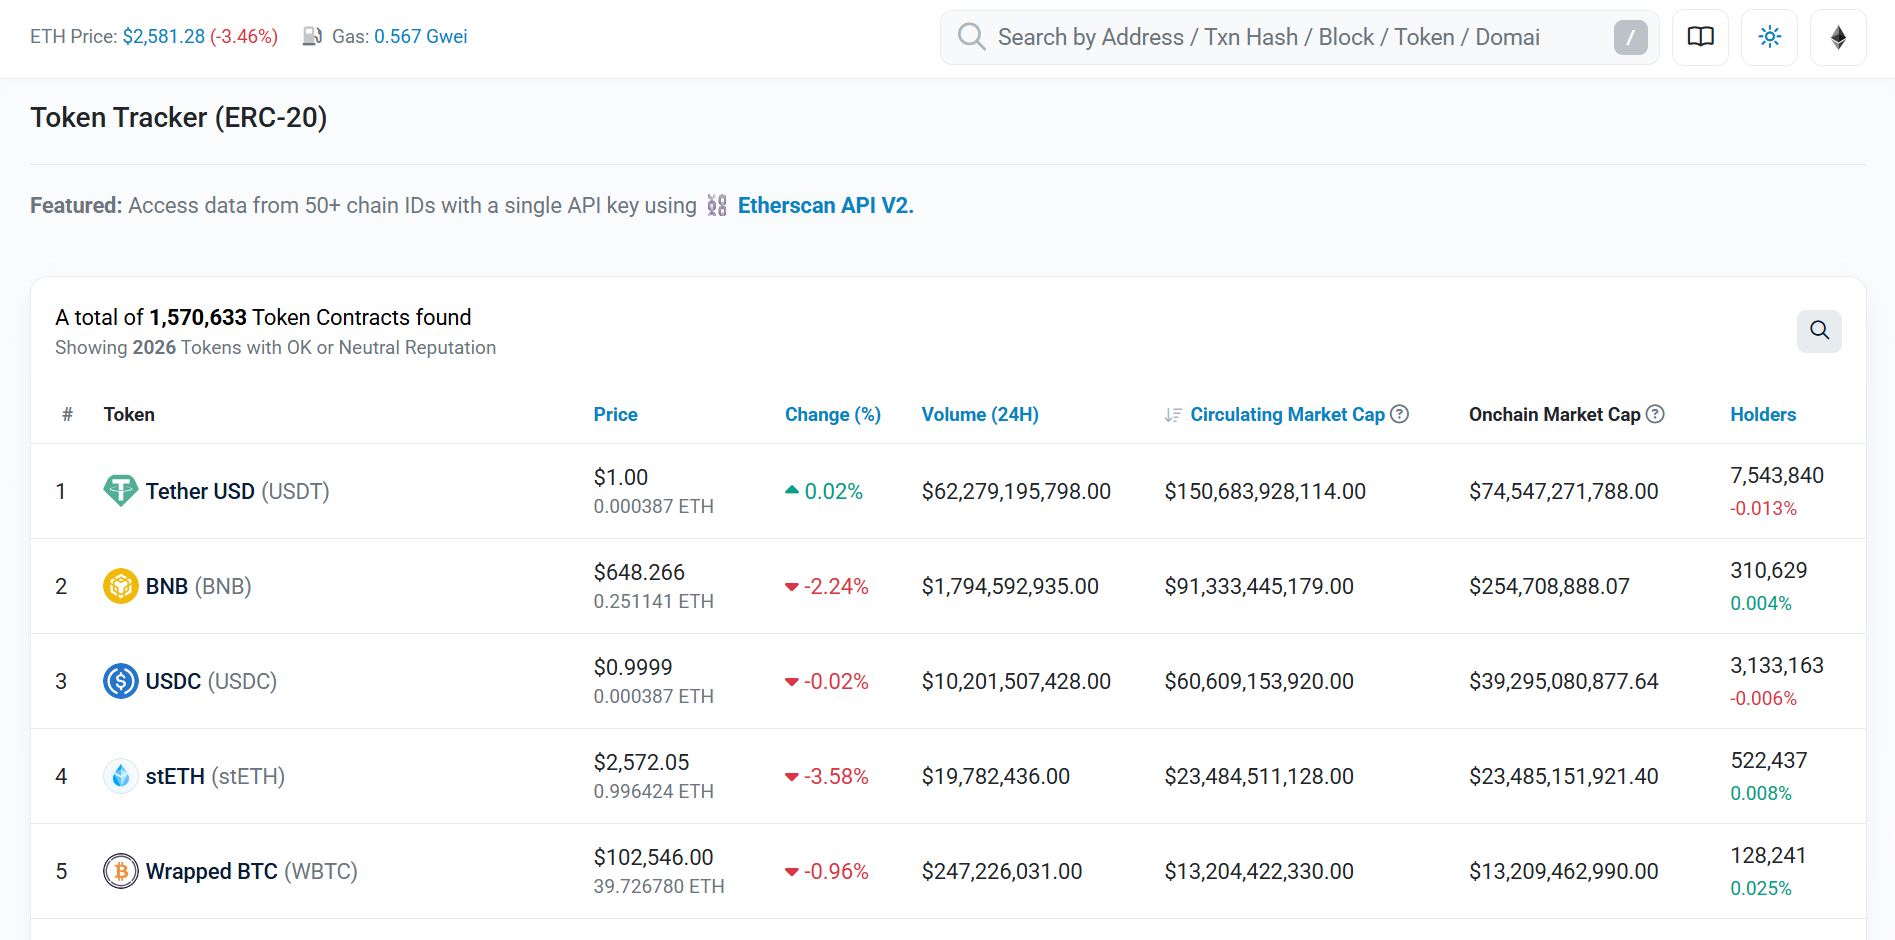 ETH Price: $2,581.28 (-3.46%) Gas: 0.567 Gwei
Search by Address / Txn Hash / Block / Token / Domai
/
Token Tracker (ERC-20)
Featured: Access data from 50+ chain IDs with a single API key using Etherscan API V2.
A total of 1,570,633 Token Contracts found
Showing 2026 Tokens with OK or Neutral Reputation
# Token Price Change (%) Volume (24H) Circulating Market Cap Onchain Market Cap Holders
1 Tether USD (USDT) $1.00 0.000387 ETH 0.02% $62,279,195,798.00 $150,683,928,114.00 $74,547,271,788.00 7,543,840 -0.013%
2 BNB (BNB) $648.266 0.251141 ETH -2.24% $1,794,592,935.00 $91,333,445,179.00 $254,708,888.07 310,629 0.004%
3 USDC (USDC) $0.9999 0.000387 ETH -0.02% $10,201,507,428.00 $60,609,153,920.00 $39,295,080,877.64 3,133,163 -0.006%
4 stETH (stETH) $2,572.05 0.996424 ETH -3.58% $19,782,436.00 $23,484,511,128.00 $23,485,151,921.40 522,437 0.008%
5 Wrapped BTC (WBTC) $102,546.00 39.726780 ETH -0.96% $247,226,031.00 $13,204,422,330.00 $13,209,462,990.00 128,241 0.025%